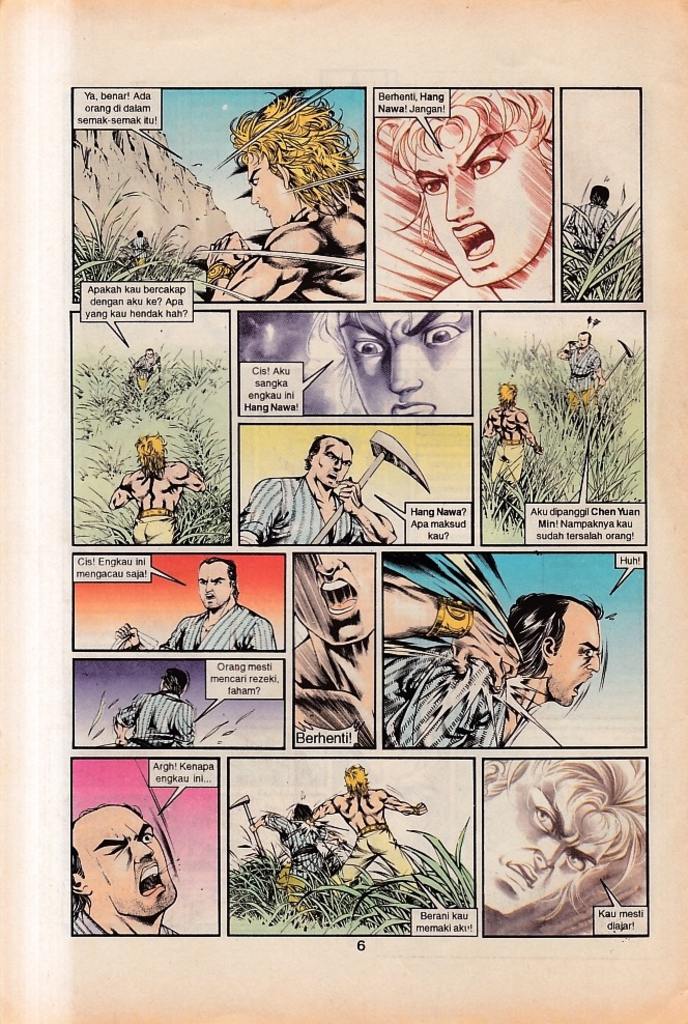 Ya, benar! Ada
orang di dalam
semak-semak itu!
Berhenti, Hang
Nawa! Jangan!
Apakah kau bercakap
dengan aku ke? Apa
yang kau hendak hah?
Cis! Aku
sangka
engkau ini
Hang Nawa!
Hang Nawa?
Apa maksud
kau?
Aku dipanggil Chen Yuan
Min! Nampaknya kau
sudah tersalah orang!
Cis! Engkau ini
mengacau saja!
Orang mesti
mencari rezeki,
faham?
Berhenti!
Huh!
Argh! Kenapa
engkau ini...
Berani kau
memaki aku!
Kau mesti
diajar!
6